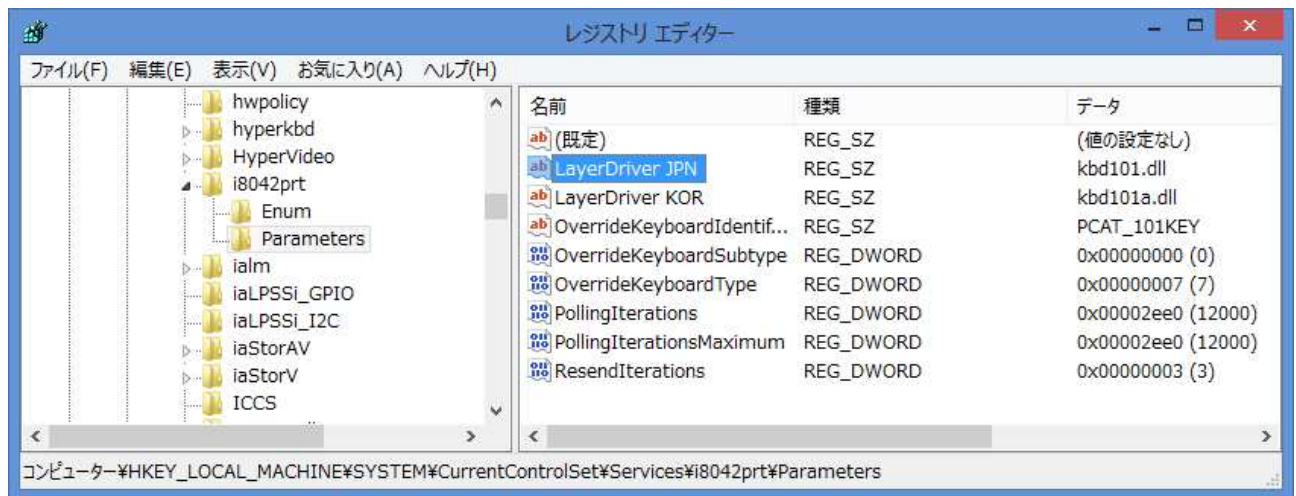 レジストリ エディター
ファイル(F) 編集(E) 表示(V) お気に入り(A) ヘルプ(H)
hwpolicy
hyperkbd
HyperVideo
i8042prt
Enum
Parameters
ialm
iaLPSSi_GPIO
iaLPSSi_I2C
iaStorAV
iaStorV
ICCS
名前 種類 データ
(既定) REG_SZ (値の設定なし)
LayerDriver JPN REG_SZ kbd101.dll
LayerDriver KOR REG_SZ kbd101a.dll
OverrideKeyboardIdentif... REG_SZ PCAT_101KEY
OverrideKeyboardSubtype REG_DWORD 0x00000000 (0)
OverrideKeyboardType REG_DWORD 0x00000007 (7)
PollingIterations REG_DWORD 0x00002ee0 (12000)
PollingIterationsMaximum REG_DWORD 0x00002ee0 (12000)
ResendIterations REG_DWORD 0x00000003 (3)
コンピューター¥HKEY_LOCAL_MACHINE¥SYSTEM¥CurrentControlSet¥Services¥i8042prt¥Parameters